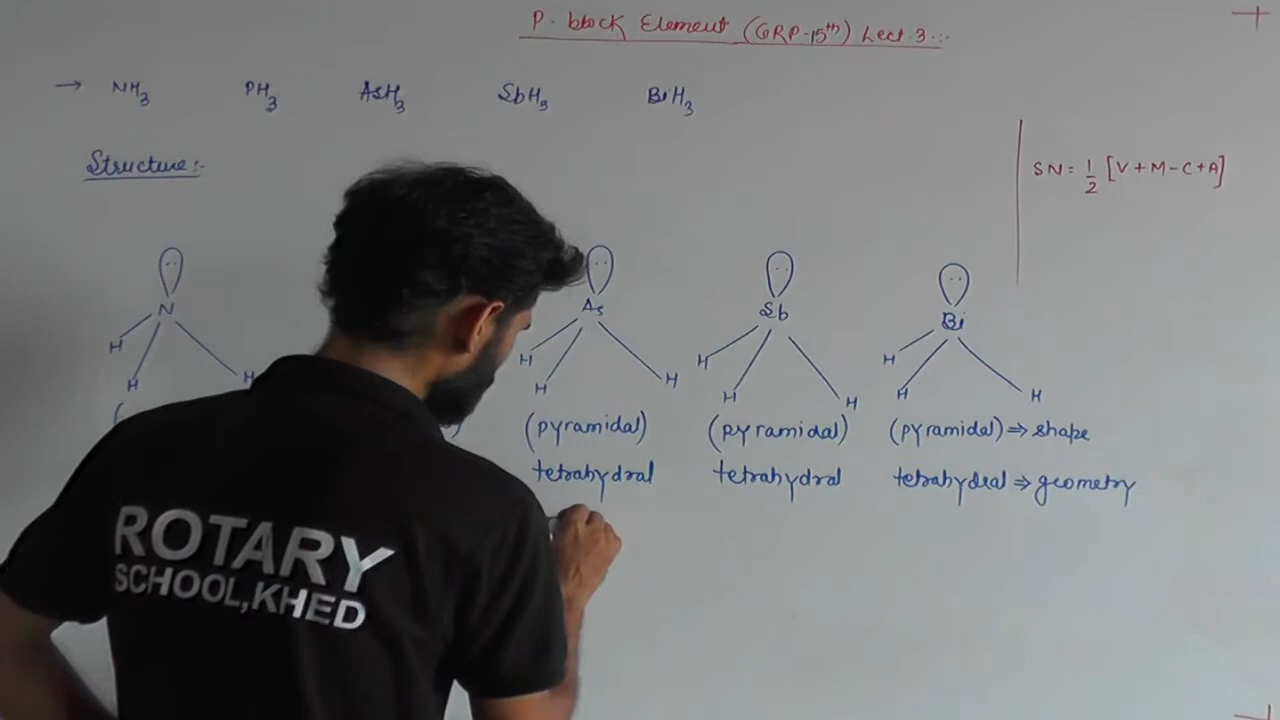 P. block Element (GRP-15th) Lect. 3 :-
→ NH3 PH3 AsH3 SbH3 BiH3
Structure:-
SN = 1/2 [V+M-C+A]
N As Sb Bi
H H H H H H H H H H H H
(pyramidal) (pyramidal) (pyramidal) ⇒ shape
tetrahydral tetrahydral tetrahydral ⇒ geometry
ROTARY
SCHOOL,KHED